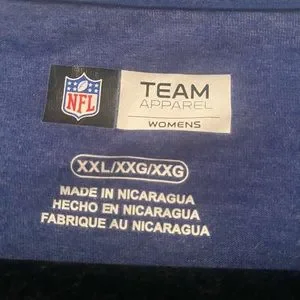 NFL
TEAM
APPAREL
WOMENS
XXL/XXG/XXG
MADE IN NICARAGUA
HECHO EN NICARAGUA
FABRIQUE AU NICARAGUA